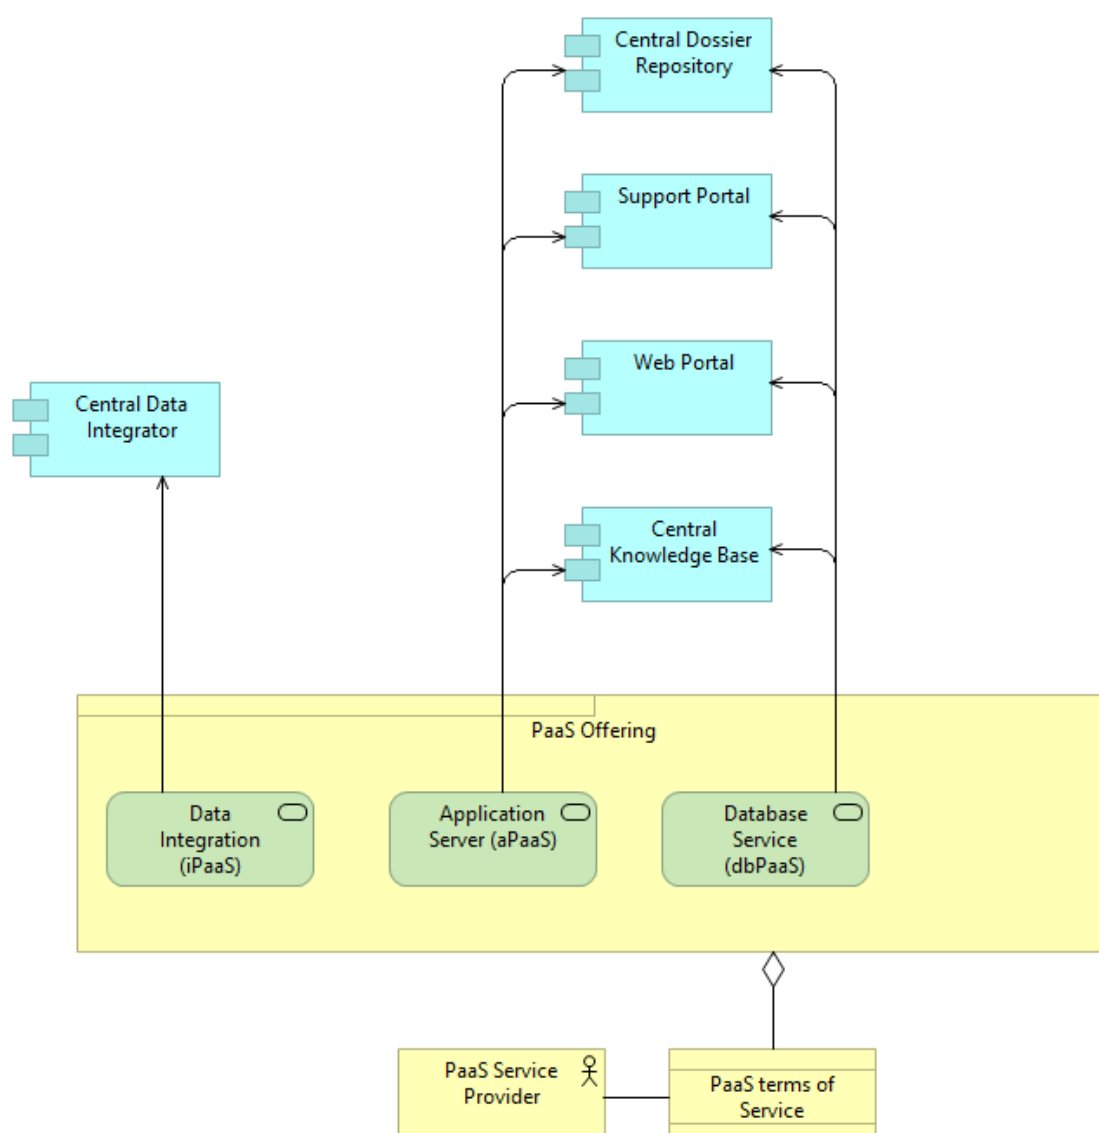 Central Dossier
Repository
Support Portal
Web Portal
Central Data
Integrator
Central
Knowledge Base
PaaS Offering
Data
Integration
(iPaaS)
Application
Server (aPaaS)
Database
Service
(dbPaaS)
PaaS Service
Provider
PaaS terms of
Service